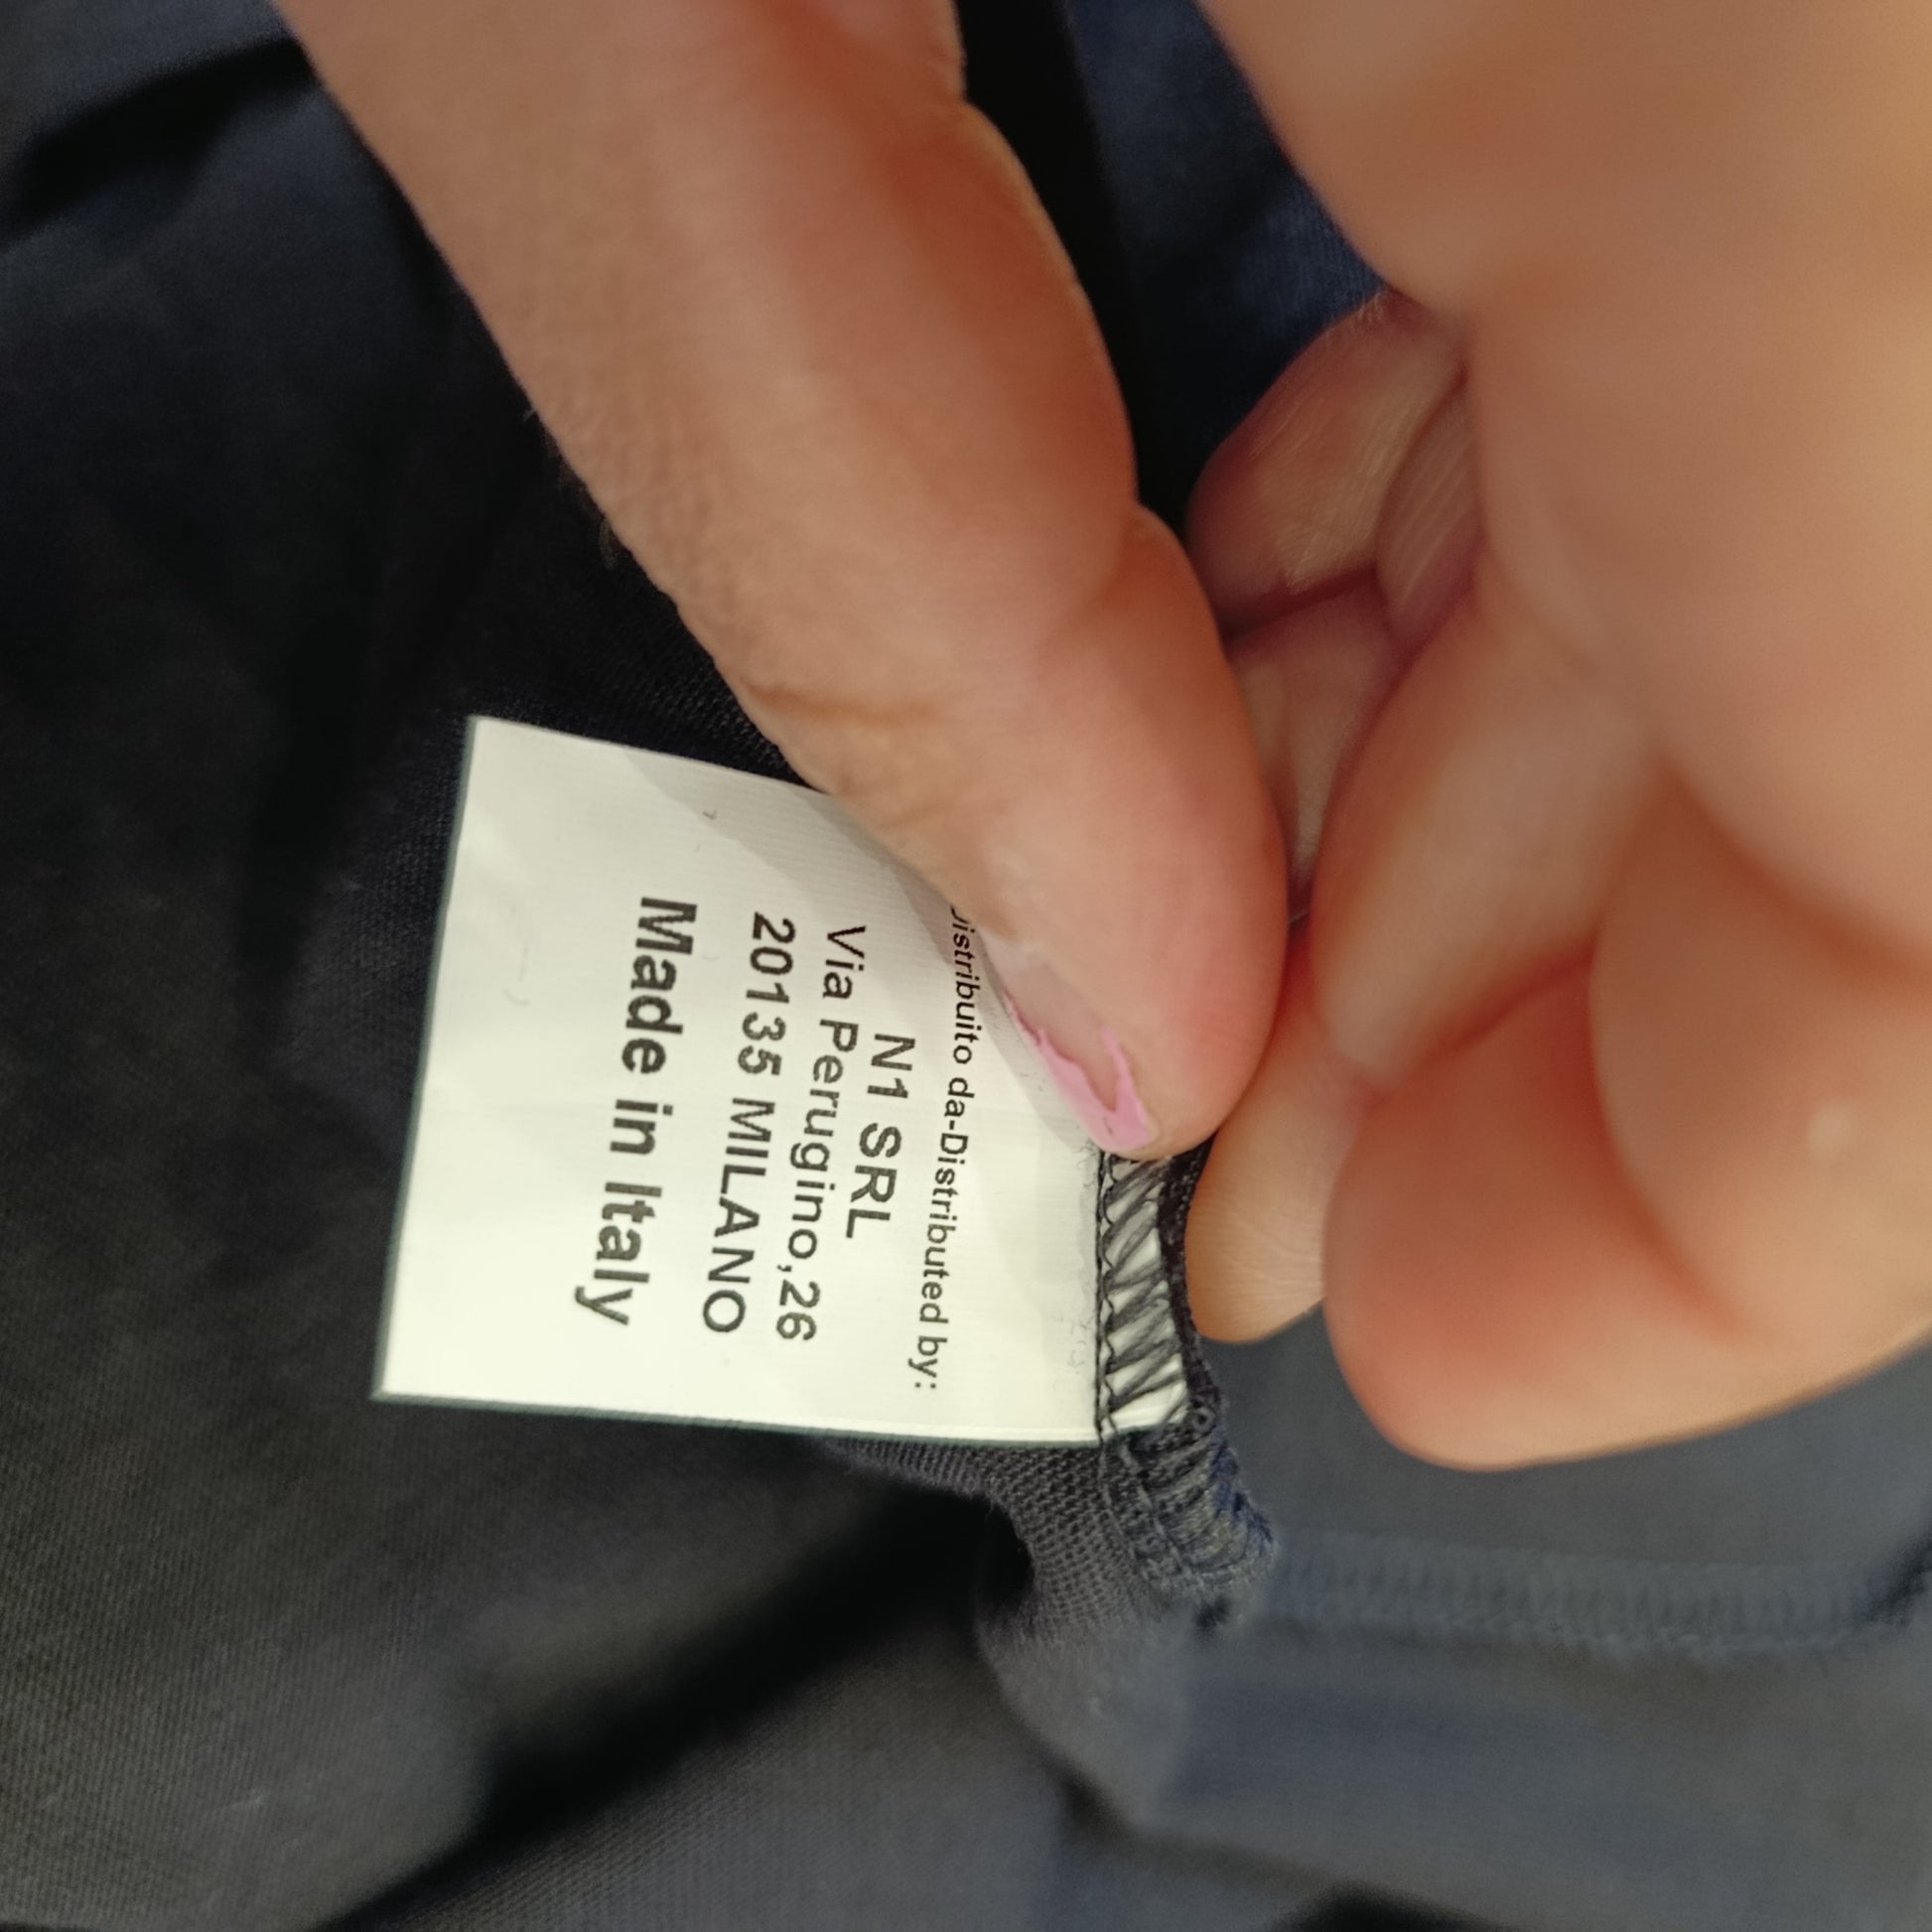 Distribuito da-Distributed by:
N1 SRL
Via Perugino,26
20135 MILANO
Made in Italy